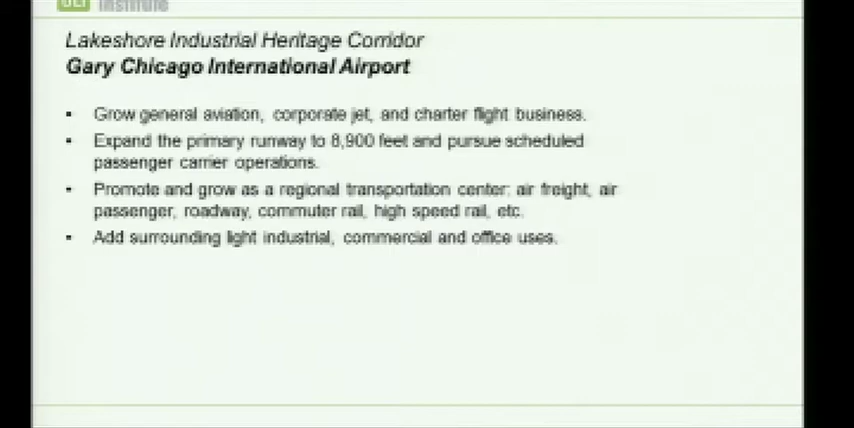 Institute
Lakeshore Industrial Heritage Corridor
Gary Chicago International Airport
• Grow general aviation, corporate jet, and charter flight business.
• Expand the primary runway to 8,900 feet and pursue scheduled
passenger carrier operations.
• Promote and grow as a regional transportation center: air freight, air
passenger, roadway, commuter rail, high speed rail, etc.
• Add surrounding light industrial, commercial and office uses.